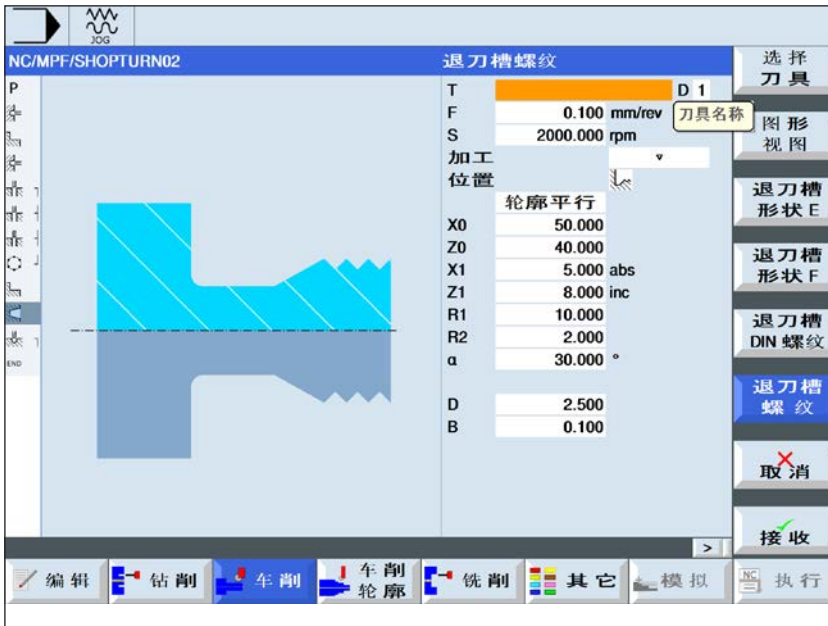 JOG
NC/MPF/SHOPTURN02
退刀槽螺纹
P
END
T D 1
F 0.100 mm/rev
刀具名称
S 2000.000 rpm
加工 ▽
位置
轮廓平行
X0 50.000
Z0 40.000
X1 5.000 abs
Z1 8.000 inc
R1 10.000
R2 2.000
α 30.000 °
D 2.500
B 0.100
选择
刀具
图形
视图
退刀槽
形状 E
退刀槽
形状 F
退刀槽
DIN 螺纹
退刀槽
螺纹
取消
接收
>
编辑
钻削
车削
车削
轮廓
铣削
其它
模拟
NC
执行